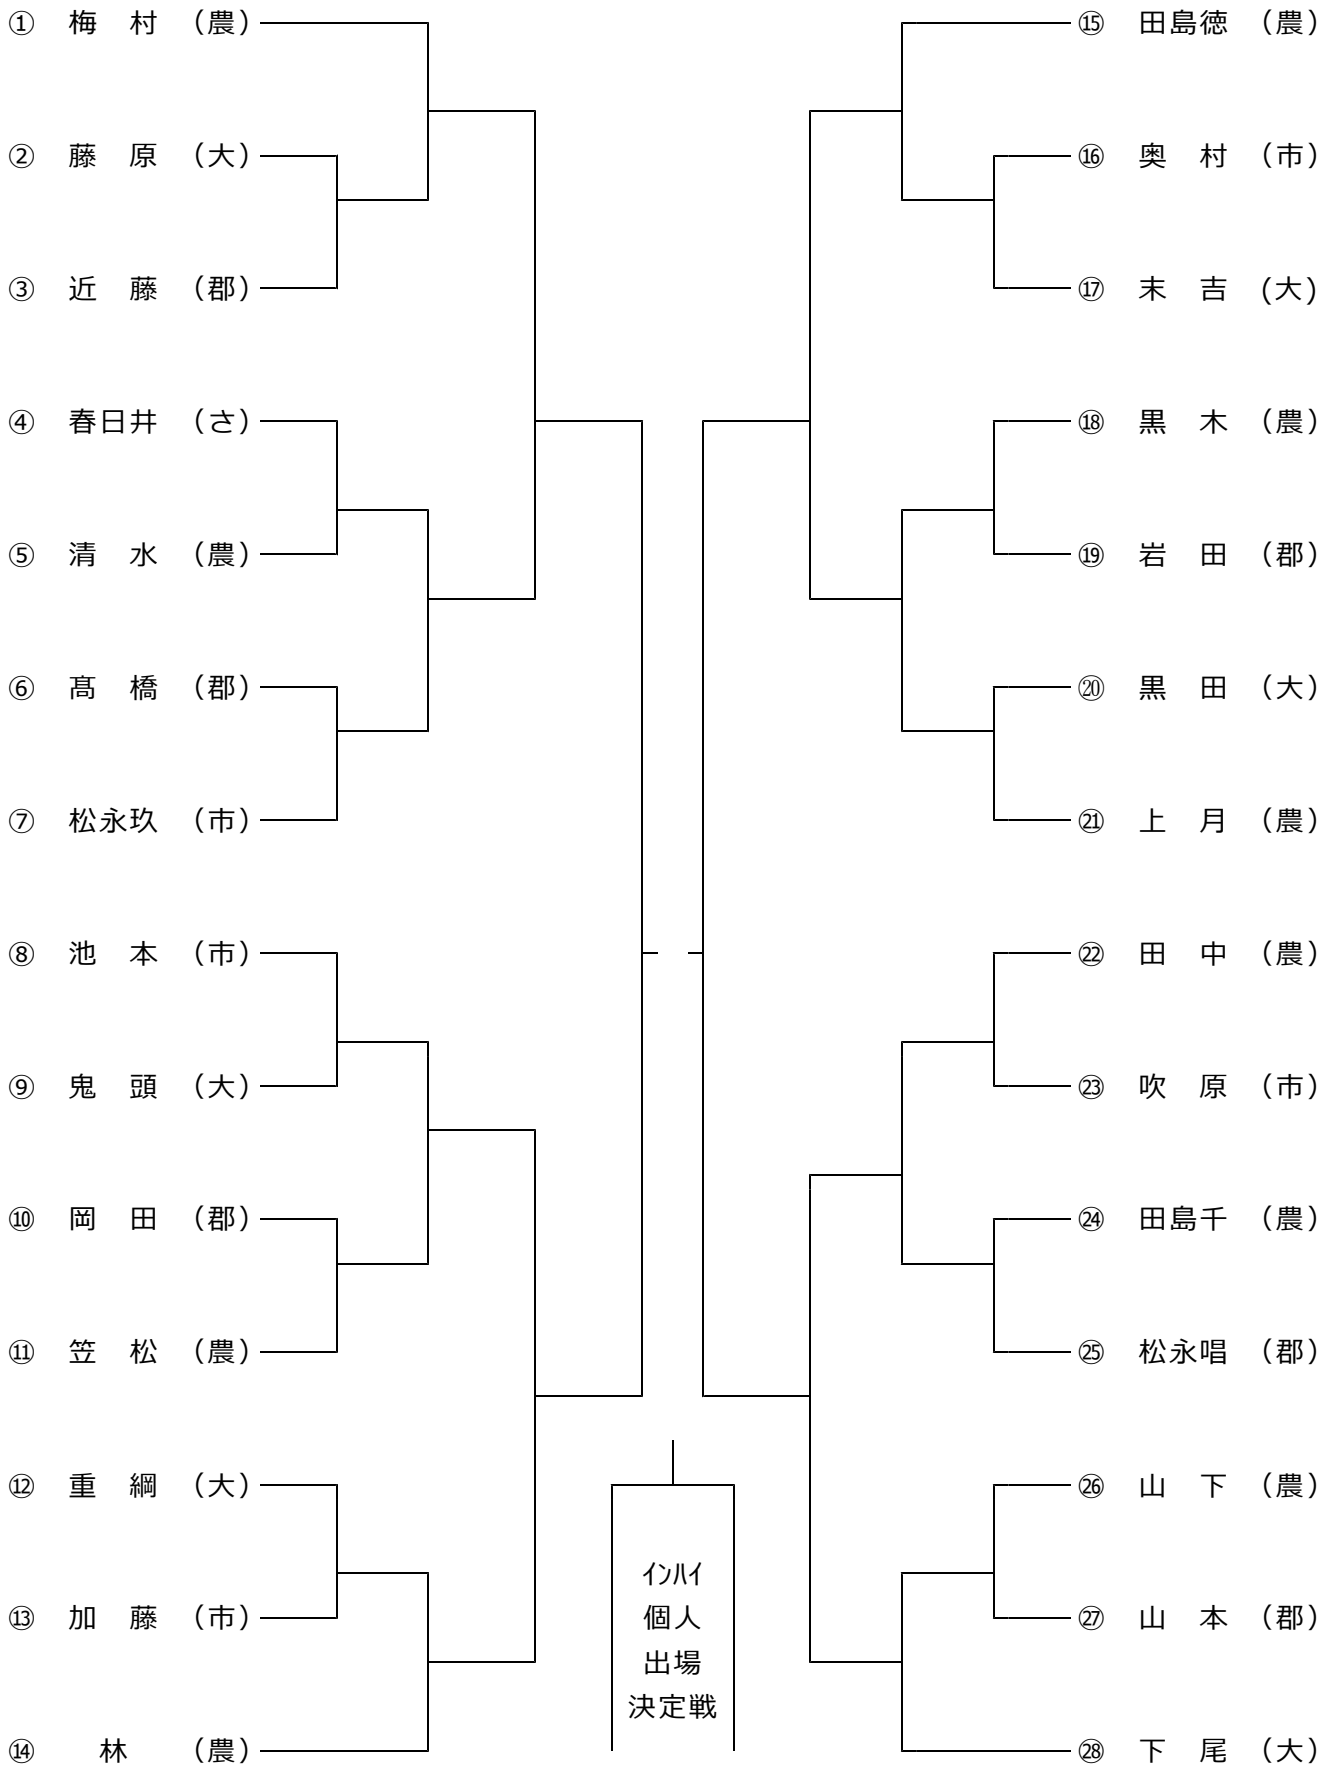 ① 梅　村 （農）
② 藤　原 （大）
③ 近　藤 （郡）
④ 春日井 （さ）
⑤ 清　水 （農）
⑥ 髙　橋 （郡）
⑦ 松永玖 （市）
⑧ 池　本 （市）
⑨ 鬼　頭 （大）
⑩ 岡　田 （郡）
⑪ 笠　松 （農）
⑫ 重　綱 （大）
⑬ 加　藤 （市）
⑭ 林 （農）
ｲﾝﾊｲ
個人
出場
決定戦
⑮ 田島徳 （農）
⑯ 奥　村 （市）
⑰ 末　吉 (大)
⑱ 黒　木 （農）
⑲ 岩　田 （郡）
⑳ 黒　田 （大）
㉑ 上　月 （農）
㉒ 田　中 （農）
㉓ 吹　原 （市）
㉔ 田島千 （農）
㉕ 松永唱 （郡）
㉖ 山　下 （農）
㉗ 山　本 （郡）
㉘ 下　尾 （大）